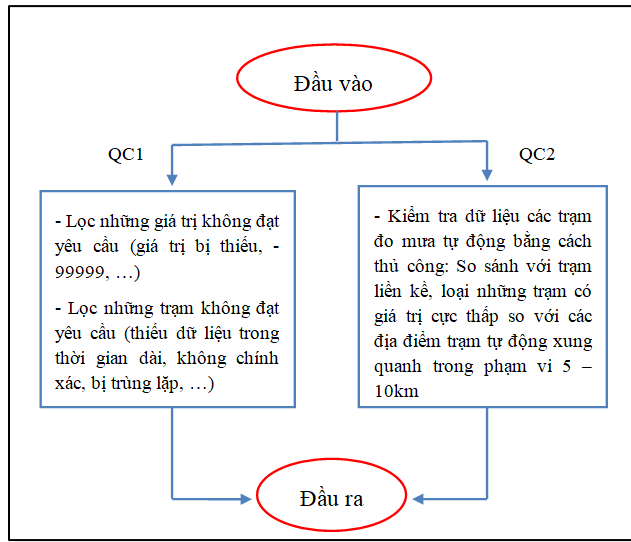 Đầu vào
QC1
QC2
- Lọc những giá trị không đạt
yêu cầu (giá trị bị thiếu, -
99999, …)
- Lọc những trạm không đạt
yêu cầu (thiếu dữ liệu trong
thời gian dài, không chính
xác, bị trùng lặp, …)
- Kiểm tra dữ liệu các trạm
đo mưa tự động bằng cách
thủ công: So sánh với trạm
liền kề, loại những trạm có
giá trị cực thấp so với các
địa điểm trạm tự động xung
quanh trong phạm vi 5 –
10km
Đầu ra